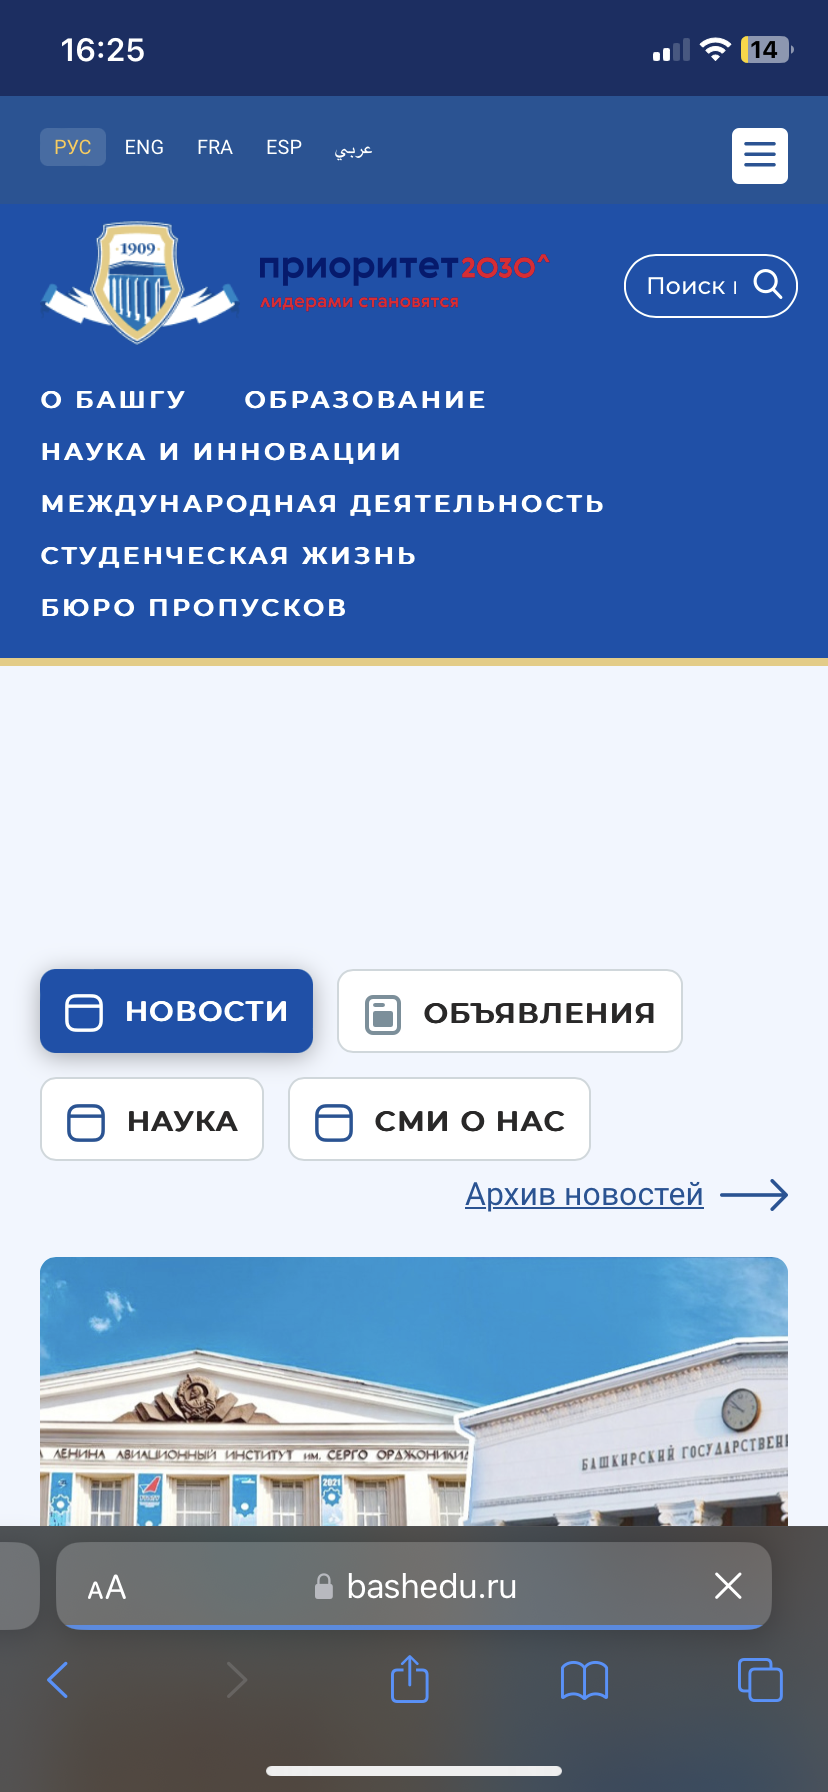 16:25
14
РУС ENG FRA ESP عربي
1909
приоритет2030^
лидерами становятся
Поиск
О БАШГУ ОБРАЗОВАНИЕ
НАУКА И ИННОВАЦИИ
МЕЖДУНАРОДНАЯ ДЕЯТЕЛЬНОСТЬ
СТУДЕНЧЕСКАЯ ЖИЗНЬ
БЮРО ПРОПУСКОВ
НОВОСТИ ОБЪЯВЛЕНИЯ
НАУКА СМИ О НАС
Архив новостей
ЛЕНИНА АВИАЦИОННЫЙ ИНСТИТУТ им. СЕРГО ОРДЖОНИКИД
БАШКИРСКИЙ ГОСУДАРСТВЕН
2021
AA bashedu.ru